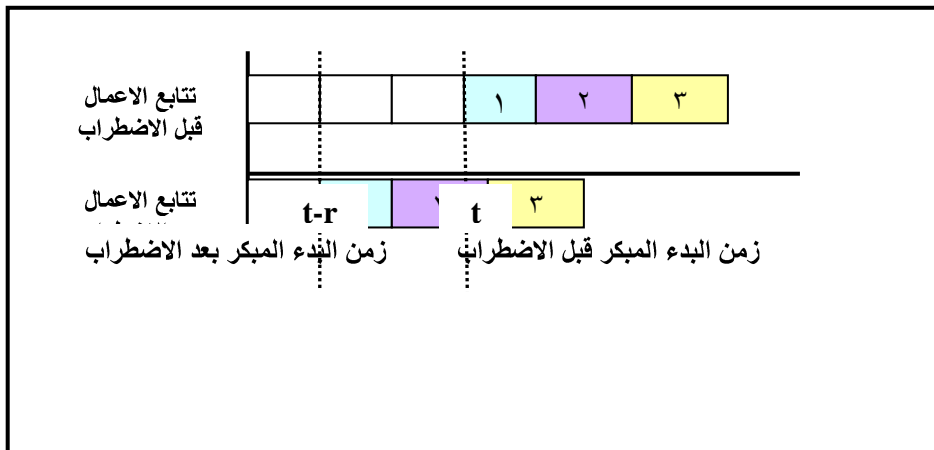 تتابع الاعمال
قبل الاضطراب
١ ٢ ٣
تتابع الاعمال
٣
t-r t
زمن البدء المبكر بعد الاضطراب
زمن البدء المبكر قبل الاضطراب